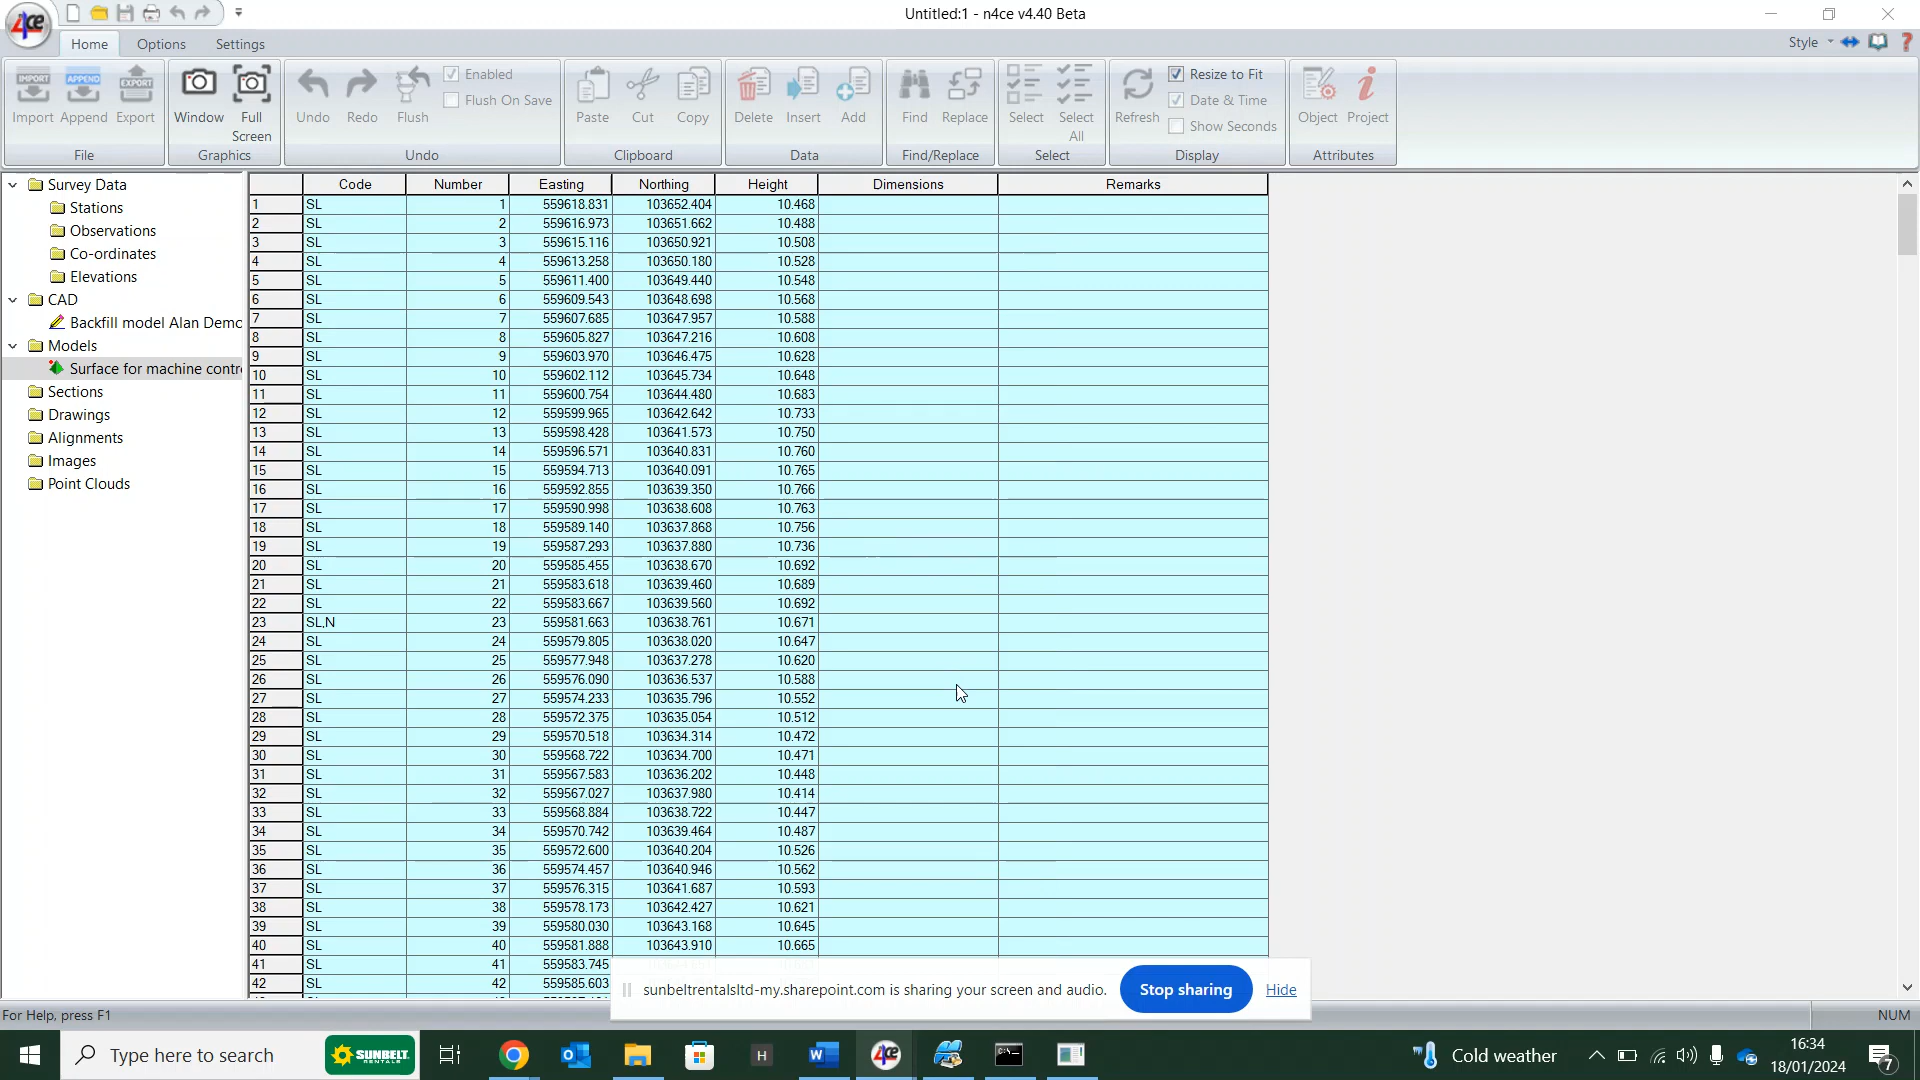 4ce
Untitled:1 - n4ce v4.40 Beta
Home Options Settings
Style
IMPORT APPEND EXPORT
Import Append Export
File
Window Full Screen
Graphics
Undo Redo Flush
Enabled
Flush On Save
Undo
Paste Cut Copy
Clipboard
Delete Insert Add
Data
Find Replace
Find/Replace
Select Select All
Select
Refresh
Resize to Fit
Date & Time
Show Seconds
Display
Object Project
Attributes
Survey Data
Stations
Observations
Co-ordinates
Elevations
CAD
Backfill model Alan Demo
Models
Surface for machine contr
Sections
Drawings
Alignments
Images
Point Clouds
Code Number Easting Northing Height Dimensions Remarks
1 SL 1 559618.831 103652.404 10.468
2 SL 2 559616.973 103651.662 10.488
3 SL 3 559615.116 103650.921 10.508
4 SL 4 559613.258 103650.180 10.528
5 SL 5 559611.400 103649.440 10.548
6 SL 6 559609.543 103648.698 10.568
7 SL 7 559607.685 103647.957 10.588
8 SL 8 559605.827 103647.216 10.608
9 SL 9 559603.970 103646.475 10.628
10 SL 10 559602.112 103645.734 10.648
11 SL 11 559600.754 103644.480 10.683
12 SL 12 559599.965 103642.642 10.733
13 SL 13 559598.428 103641.573 10.750
14 SL 14 559596.571 103640.831 10.760
15 SL 15 559594.713 103640.091 10.765
16 SL 16 559592.855 103639.350 10.766
17 SL 17 559590.998 103638.608 10.763
18 SL 18 559589.140 103637.868 10.756
19 SL 19 559587.293 103637.880 10.736
20 SL 20 559585.455 103638.670 10.692
21 SL 21 559583.618 103639.460 10.689
22 SL 22 559583.667 103639.560 10.692
23 SL,N 23 559581.663 103638.761 10.671
24 SL 24 559579.805 103638.020 10.647
25 SL 25 559577.948 103637.278 10.620
26 SL 26 559576.090 103636.537 10.588
27 SL 27 559574.233 103635.796 10.552
28 SL 28 559572.375 103635.054 10.512
29 SL 29 559570.518 103634.314 10.472
30 SL 30 559568.722 103634.700 10.471
31 SL 31 559567.583 103636.202 10.448
32 SL 32 559567.027 103637.980 10.414
33 SL 33 559568.884 103638.722 10.447
34 SL 34 559570.742 103639.464 10.487
35 SL 35 559572.600 103640.204 10.526
36 SL 36 559574.457 103640.946 10.562
37 SL 37 559576.315 103641.687 10.593
38 SL 38 559578.173 103642.427 10.621
39 SL 39 559580.030 103643.168 10.645
40 SL 40 559581.888 103643.910 10.665
41 SL 41 559583.745
42 SL 42 559585.603
sunbeltrentalsltd-my.sharepoint.com is sharing your screen and audio. Stop sharing Hide
For Help, press F1
NUM
Type here to search
SUNBELT RENTALS
H
4ce
Cold weather
16:34
18/01/2024
7